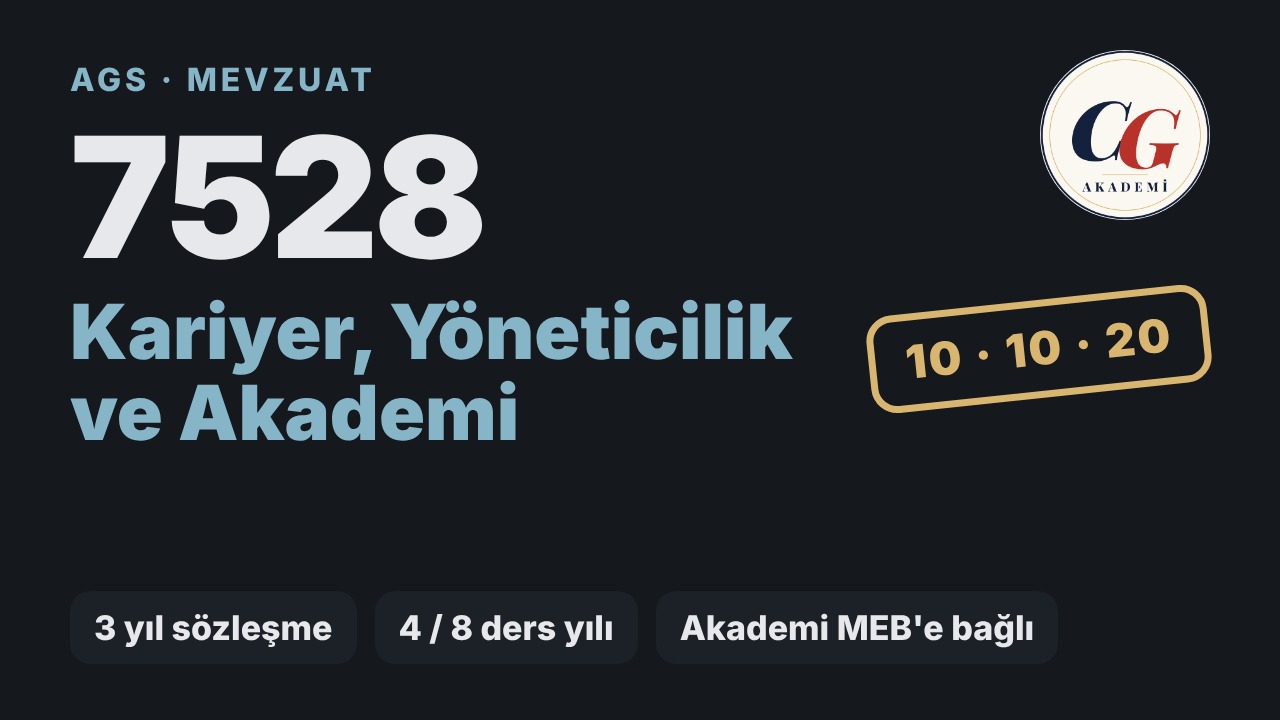 AGS · MEVZUAT
7528
Kariyer, Yöneticilik
ve Akademi
CG
AKADEMİ
10 · 10 · 20
3 yıl sözleşme
4 / 8 ders yılı
Akademi MEB'e bağlı